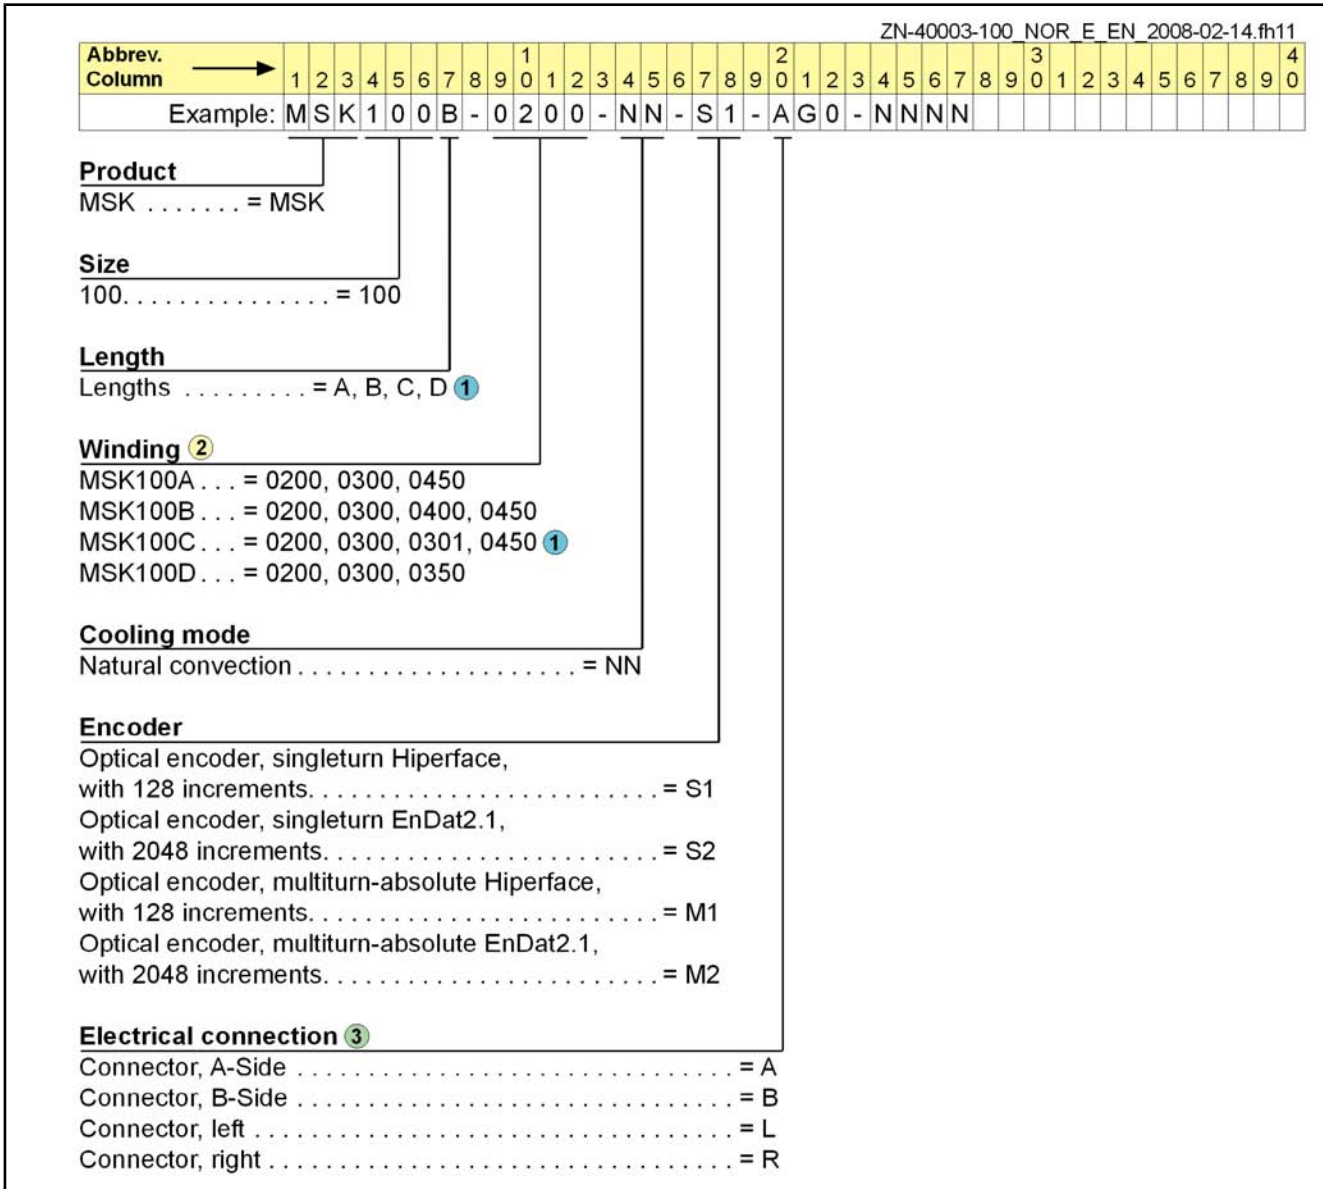 ZN-40003-100_NOR_E_EN_2008-02-14.fh11
Abbrev. 1 2 3 4
Column 1 2 3 4 5 6 7 8 9 0 1 2 3 4 5 6 7 8 9 0 1 2 3 4 5 6 7 8 9 0 1 2 3 4 5 6 7 8 9 0
Example: M S K 1 0 0 B - 0 2 0 0 - N N - S 1 - A G 0 - N N N N
Product
MSK . . . . . . . = MSK
Size
100. . . . . . . . . . . . . . . = 100
Length
Lengths . . . . . . . . . = A, B, C, D 1
Winding 2
MSK100A . . . = 0200, 0300, 0450
MSK100B . . . = 0200, 0300, 0400, 0450
MSK100C . . . = 0200, 0300, 0301, 0450 1
MSK100D . . . = 0200, 0300, 0350
Cooling mode
Natural convection . . . . . . . . . . . . . . . . . . . . = NN
Encoder
Optical encoder, singleturn Hiperface,
with 128 increments. . . . . . . . . . . . . . . . . . . . . . . . . = S1
Optical encoder, singleturn EnDat2.1,
with 2048 increments. . . . . . . . . . . . . . . . . . . . . . . . = S2
Optical encoder, multiturn-absolute Hiperface,
with 128 increments. . . . . . . . . . . . . . . . . . . . . . . . . = M1
Optical encoder, multiturn-absolute EnDat2.1,
with 2048 increments. . . . . . . . . . . . . . . . . . . . . . . . = M2
Electrical connection 3
Connector, A-Side . . . . . . . . . . . . . . . . . . . . . . . . . . . . . . . = A
Connector, B-Side . . . . . . . . . . . . . . . . . . . . . . . . . . . . . . . = B
Connector, left . . . . . . . . . . . . . . . . . . . . . . . . . . . . . . . . . . = L
Connector, right . . . . . . . . . . . . . . . . . . . . . . . . . . . . . . . . . = R